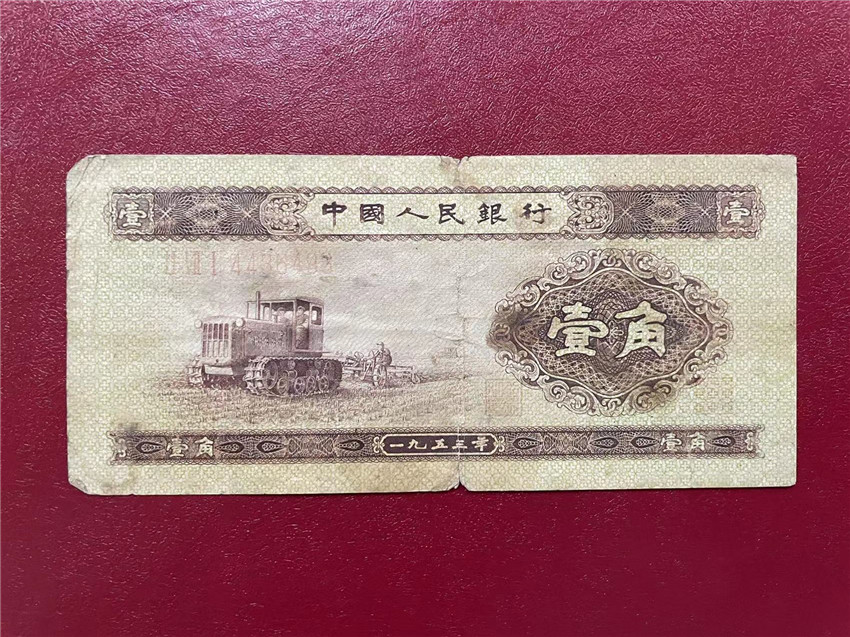 壹 中國人民銀行 壹
壹角
壹角 一九五三年 壹角